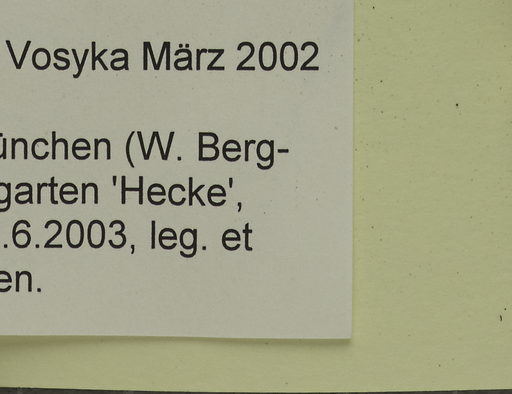 Vosyka März 2002
ünchen (W. Berg-
garten 'Hecke',
.6.2003, leg. et
en.